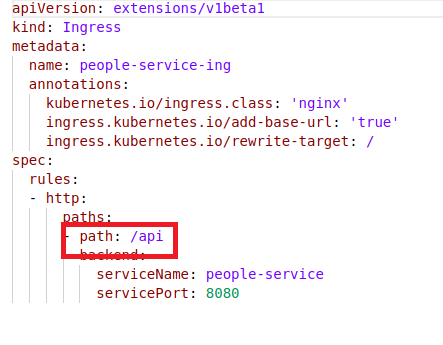 apiVersion: extensions/v1beta1
kind: Ingress
metadata:
  name: people-service-ing
  annotations:
    kubernetes.io/ingress.class: 'nginx'
    ingress.kubernetes.io/add-base-url: 'true'
    ingress.kubernetes.io/rewrite-target: /
spec:
  rules:
  - http:
      paths:
      - path: /api
        backend:
          serviceName: people-service
          servicePort: 8080